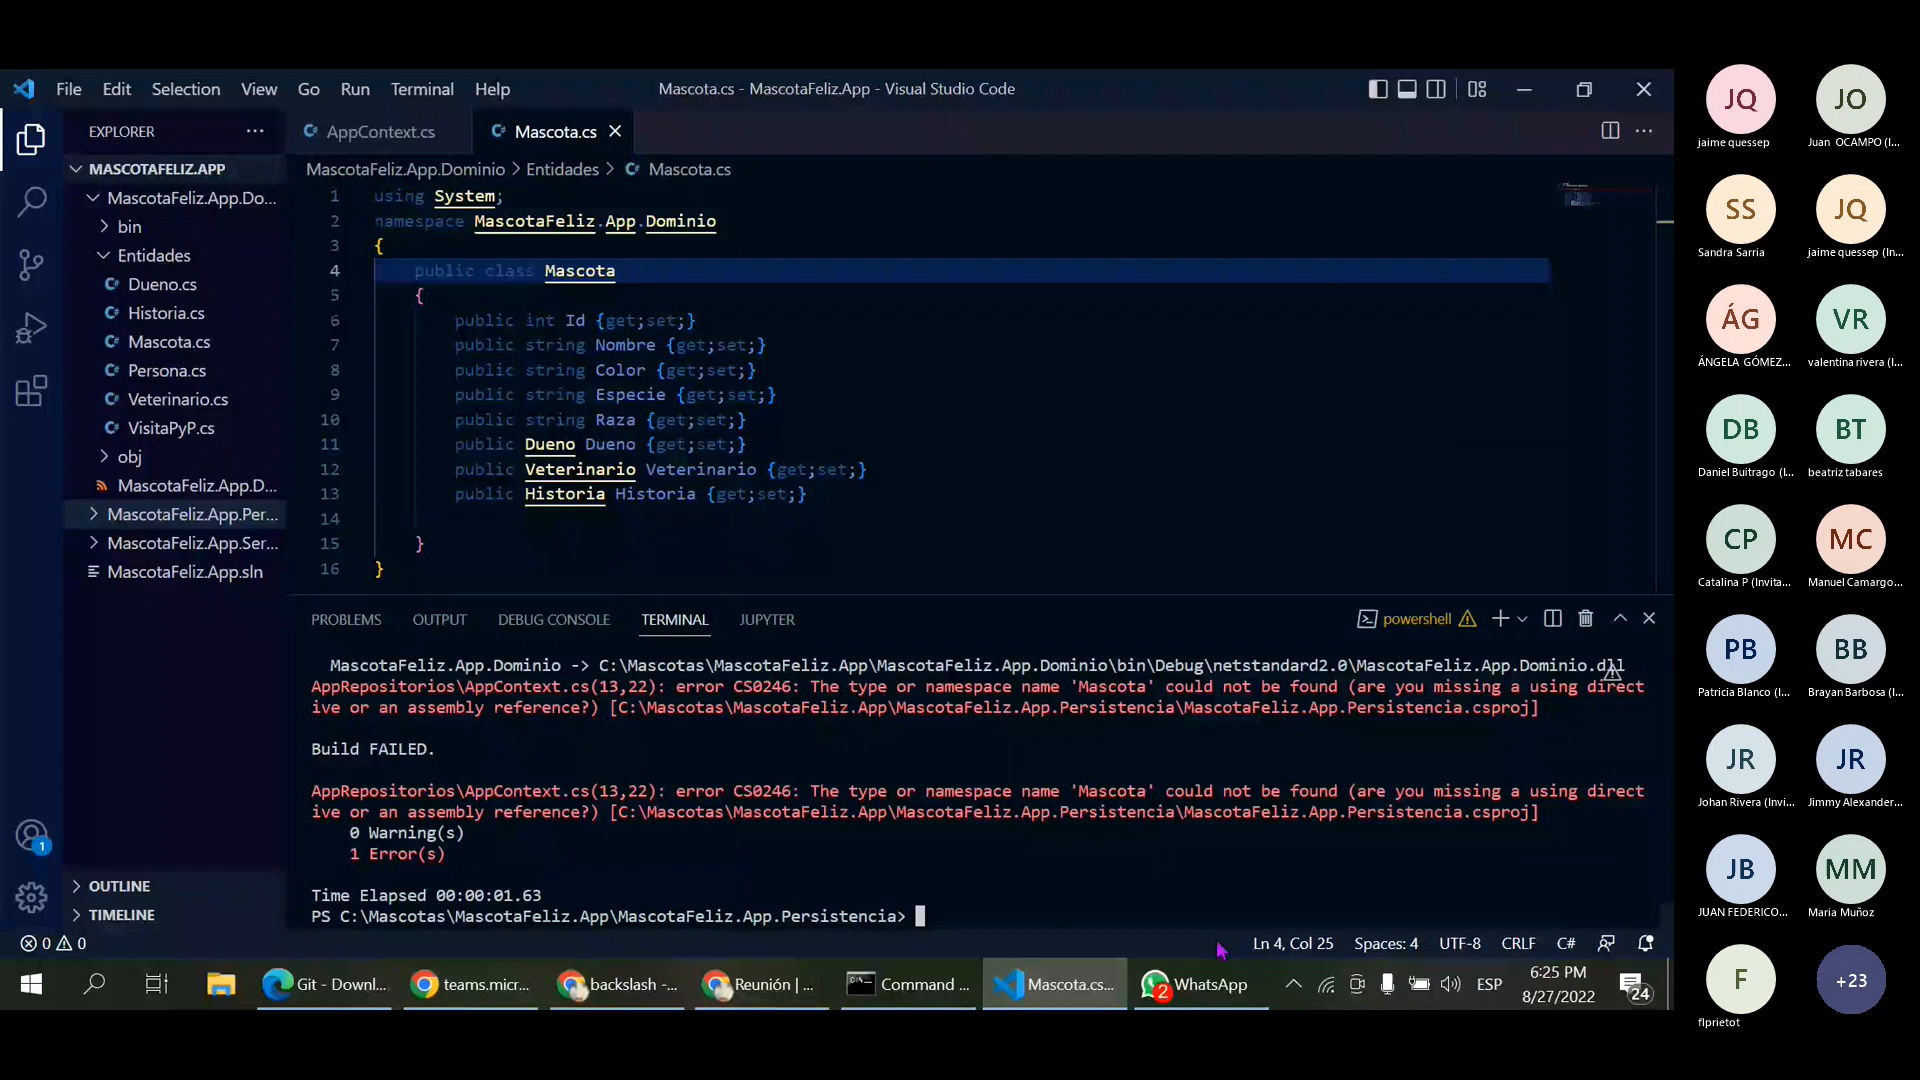 File Edit Selection View Go Run Terminal Help
Mascota.cs - MascotaFeliz.App - Visual Studio Code
EXPLORER
MASCOTAFELIZ.APP
MascotaFeliz.App.Do...
bin
Entidades
Dueno.cs
Historia.cs
Mascota.cs
Persona.cs
Veterinario.cs
VisitaPyP.cs
obj
MascotaFeliz.App.D...
MascotaFeliz.App.Per...
MascotaFeliz.App.Ser...
MascotaFeliz.App.sln
OUTLINE
TIMELINE
AppContext.cs
Mascota.cs
MascotaFeliz.App.Dominio > Entidades > Mascota.cs
1 using System;
2 namespace MascotaFeliz.App.Dominio
3 {
4 public class Mascota
5 {
6 public int Id {get;set;}
7 public string Nombre {get;set;}
8 public string Color {get;set;}
9 public string Especie {get;set;}
10 public string Raza {get;set;}
11 public Dueno Dueno {get;set;}
12 public Veterinario Veterinario {get;set;}
13 public Historia Historia {get;set;}
14
15 }
16 }
PROBLEMS OUTPUT DEBUG CONSOLE TERMINAL JUPYTER
powershell
MascotaFeliz.App.Dominio -> C:\Mascotas\MascotaFeliz.App\MascotaFeliz.App.Dominio\bin\Debug\netstandard2.0\MascotaFeliz.App.Dominio.dll
AppRepositorios\AppContext.cs(13,22): error CS0246: The type or namespace name 'Mascota' could not be found (are you missing a using direct
ive or an assembly reference?) [C:\Mascotas\MascotaFeliz.App\MascotaFeliz.App.Persistencia\MascotaFeliz.App.Persistencia.csproj]
Build FAILED.
AppRepositorios\AppContext.cs(13,22): error CS0246: The type or namespace name 'Mascota' could not be found (are you missing a using direct
ive or an assembly reference?) [C:\Mascotas\MascotaFeliz.App\MascotaFeliz.App.Persistencia\MascotaFeliz.App.Persistencia.csproj]
0 Warning(s)
1 Error(s)
Time Elapsed 00:00:01.63
PS C:\Mascotas\MascotaFeliz.App\MascotaFeliz.App.Persistencia>
1
0 0
Ln 4, Col 25 Spaces: 4 UTF-8 CRLF C#
Git - Downl...
teams.micr...
backslash -...
Reunión | ...
Command ...
Mascota.cs...
2
WhatsApp
ESP
6:25 PM
8/27/2022
24
JQ
jaime quessep
JO
Juan OCAMPO (I...
SS
Sandra Sarria
JQ
jaime quessep (In...
ÁG
ÁNGELA GÓMEZ...
VR
valentina rivera (I...
DB
Daniel Buitrago (I...
BT
beatriz tabares
CP
Catalina P (Invita...
MC
Manuel Camargo...
PB
Patricia Blanco (I...
BB
Brayan Barbosa (I...
JR
Johan Rivera (Invi...
JR
Jimmy Alexander...
JB
JUAN FEDERICO...
MM
Maria Muñoz
F
flprietot
+23